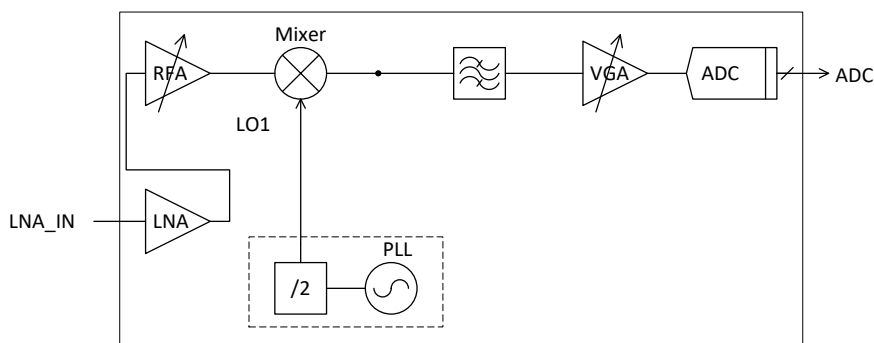 Mixer
RFA
VGA
ADC
ADC
LO1
LNA_IN
LNA
PLL
/2